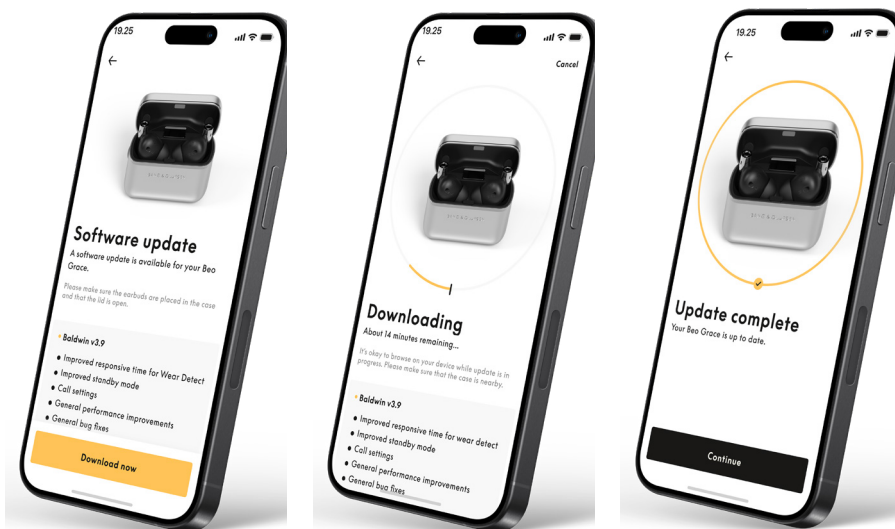 19.25
Software update
A software update is available for your Beo
Grace.
Please make sure the earbuds are placed in the case
and that the lid is open.
Baldwin v3.9
Improved responsive time for Wear Detect
Improved standby mode
Call settings
General performance improvements
General bug fixes
Download now
19.25
Cancel
Downloading
About 14 minutes remaining...
It's okay to browse on your device while update is in
progress. Please make sure that the case is nearby.
Baldwin v3.9
Improved responsive time for wear detect
Improved standby mode
Call settings
General performance improvements
General bug fixes
19.25
Update complete
Your Beo Grace is up to date.
Continue